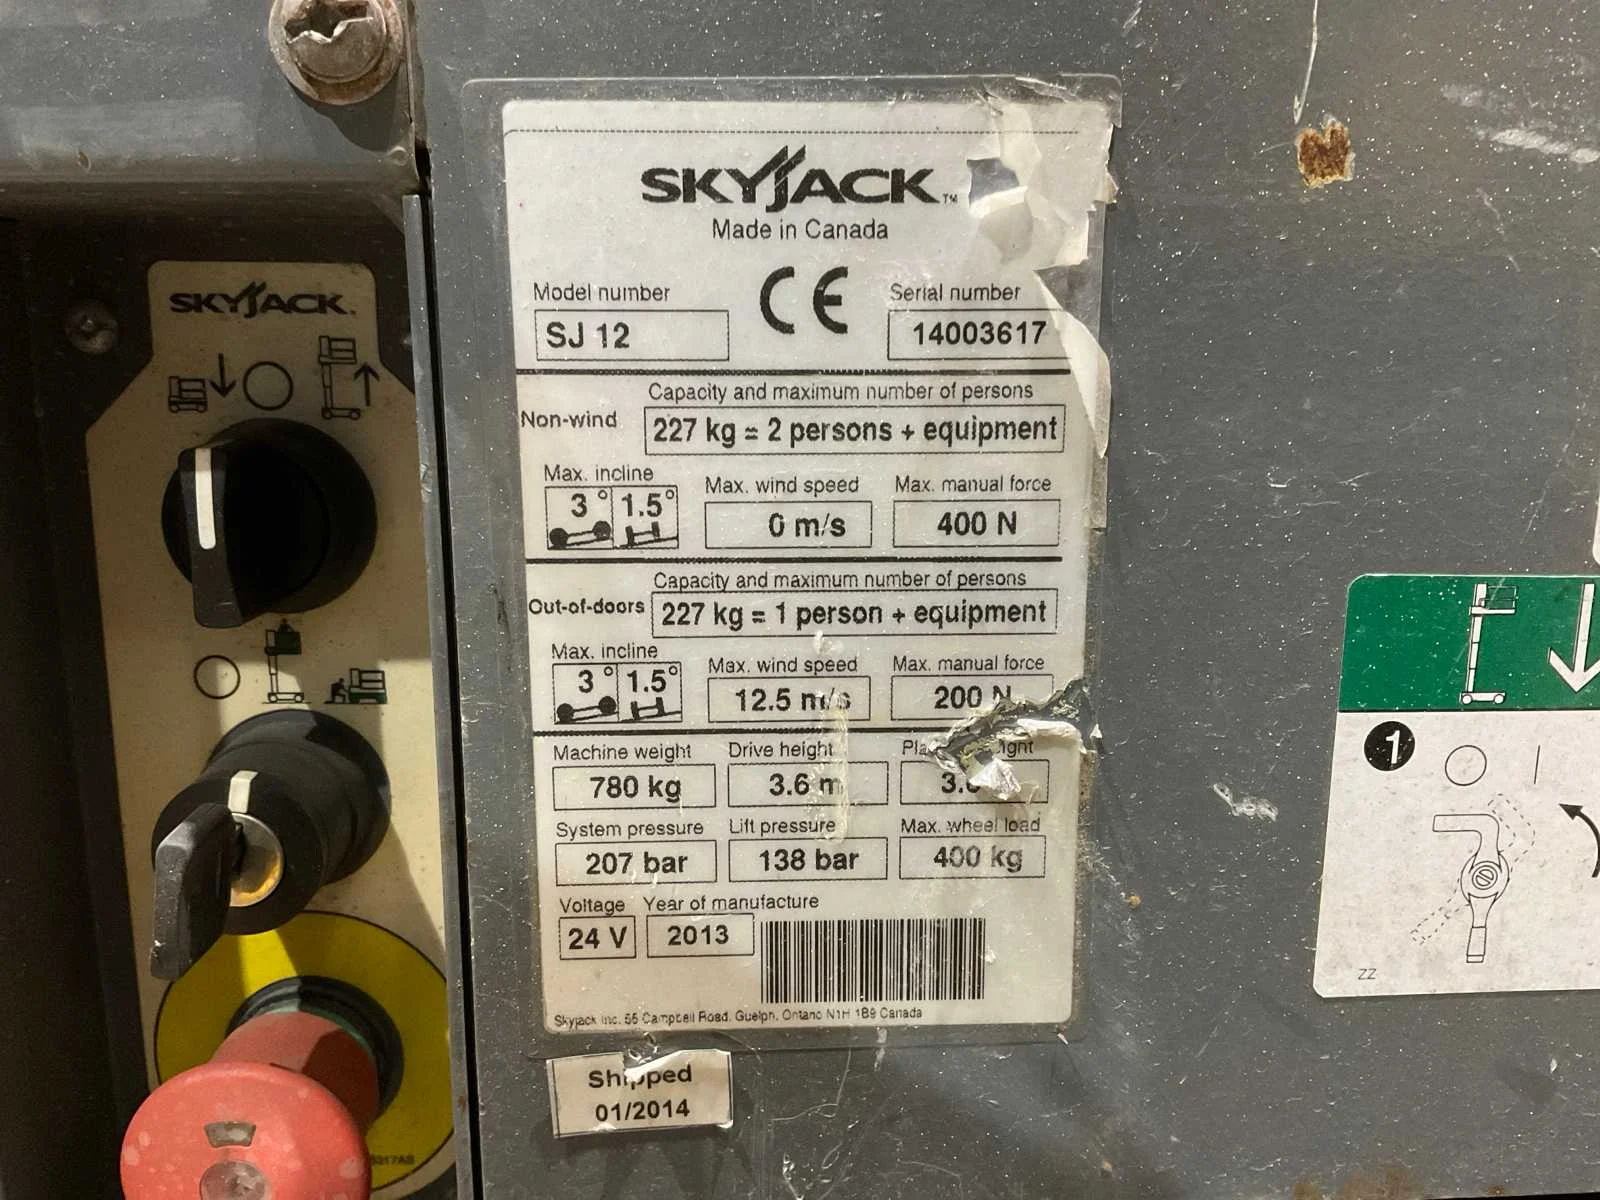 SKYJACK™
Made in Canada
CE
Model number
SJ 12
Serial number
14003617
Capacity and maximum number of persons
Non-wind
227 kg = 2 persons + equipment
Max. incline
3° 1.5°
Max. wind speed
0 m/s
Max. manual force
400 N
Capacity and maximum number of persons
Out-of-doors
227 kg = 1 person + equipment
Max. incline
3° 1.5°
Max. wind speed
12.5 m/s
Max. manual force
200 N
Machine weight
780 kg
Drive height
3.6 m
System pressure
207 bar
Lift pressure
138 bar
Max. wheel load
400 kg
Voltage
24 V
Year of manufacture
2013
Skyjack Inc. 55 Campbell Road, Guelph, Ontario N1H 1B9 Canada
Shipped
01/2014
SKYJACK.
1
ZZ